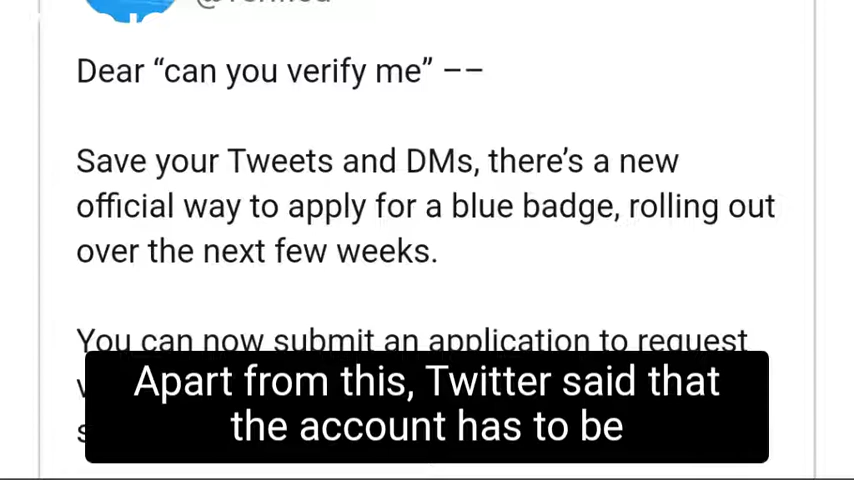 Dear “can you verify me” ––
Save your Tweets and DMs, there’s a new
official way to apply for a blue badge, rolling out
over the next few weeks.
You can now submit an application to request
Apart from this, Twitter said that
the account has to be